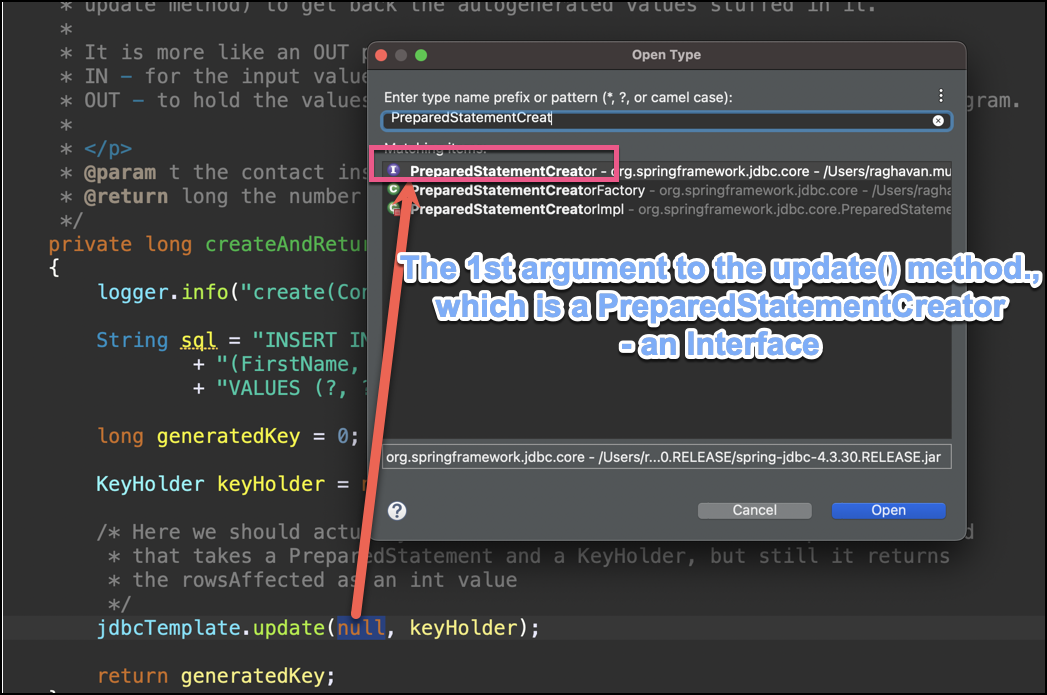 * update method) to get back the autogenerated values stuffed in it.
*
* It is more like an OUT
* IN – for the input value
* OUT – to hold the values
gram.
*
* </p>
* @param t the contact ins
* @return long the number
*/
private long createAndRetur
{
logger.info("create(Con
String sql = "INSERT IN
+ "(FirstName,
+ "VALUES (?, ?
long generatedKey = 0;
KeyHolder keyHolder =
/* Here we should actu
* that takes a PreparedStatement and a KeyHolder, but still it returns
* the rowsAffected as an int value
*/
jdbcTemplate.update(null, keyHolder);
return generatedKey;
Open Type
Enter type name prefix or pattern (*, ?, or camel case):
PreparedStatementCreat
Matching items:
I PreparedStatementCreator - org.springframework.jdbc.core - /Users/raghavan.mu
C PreparedStatementCreatorFactory - org.springframework.jdbc.core - /Users/ragha
PreparedStatementCreatorImpl - org.springframework.jdbc.core.PreparedStateme
The 1st argument to the update() method.,
which is a PreparedStatementCreator
- an Interface
org.springframework.jdbc.core - /Users/r...0.RELEASE/spring-jdbc-4.3.30.RELEASE.jar
?
Cancel
Open